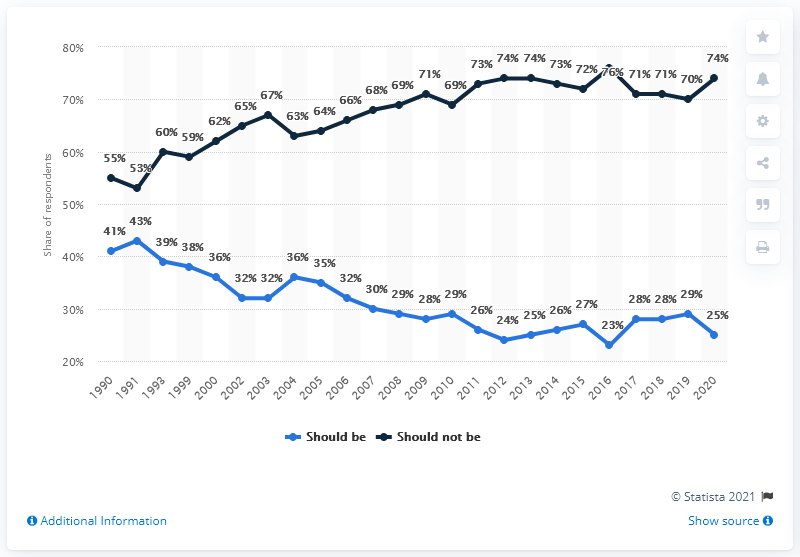 80%
70%
60%
50%
40%
30%
20%
Share of respondents
55% 53% 60% 59% 62% 65% 67% 63% 64% 66% 68% 69% 71% 69% 73% 74% 74% 73% 72% 76% 71% 71% 70% 74%
41% 43% 39% 38% 36% 32% 32% 36% 35% 32% 30% 29% 28% 29% 26% 24% 25% 26% 27% 23% 28% 28% 29% 25%
1990 1991 1993 1999 2000 2002 2003 2004 2005 2006 2007 2008 2009 2010 2011 2012 2013 2014 2015 2016 2017 2018 2019 2020
Should be Should not be
© Statista 2021
Additional Information Show source